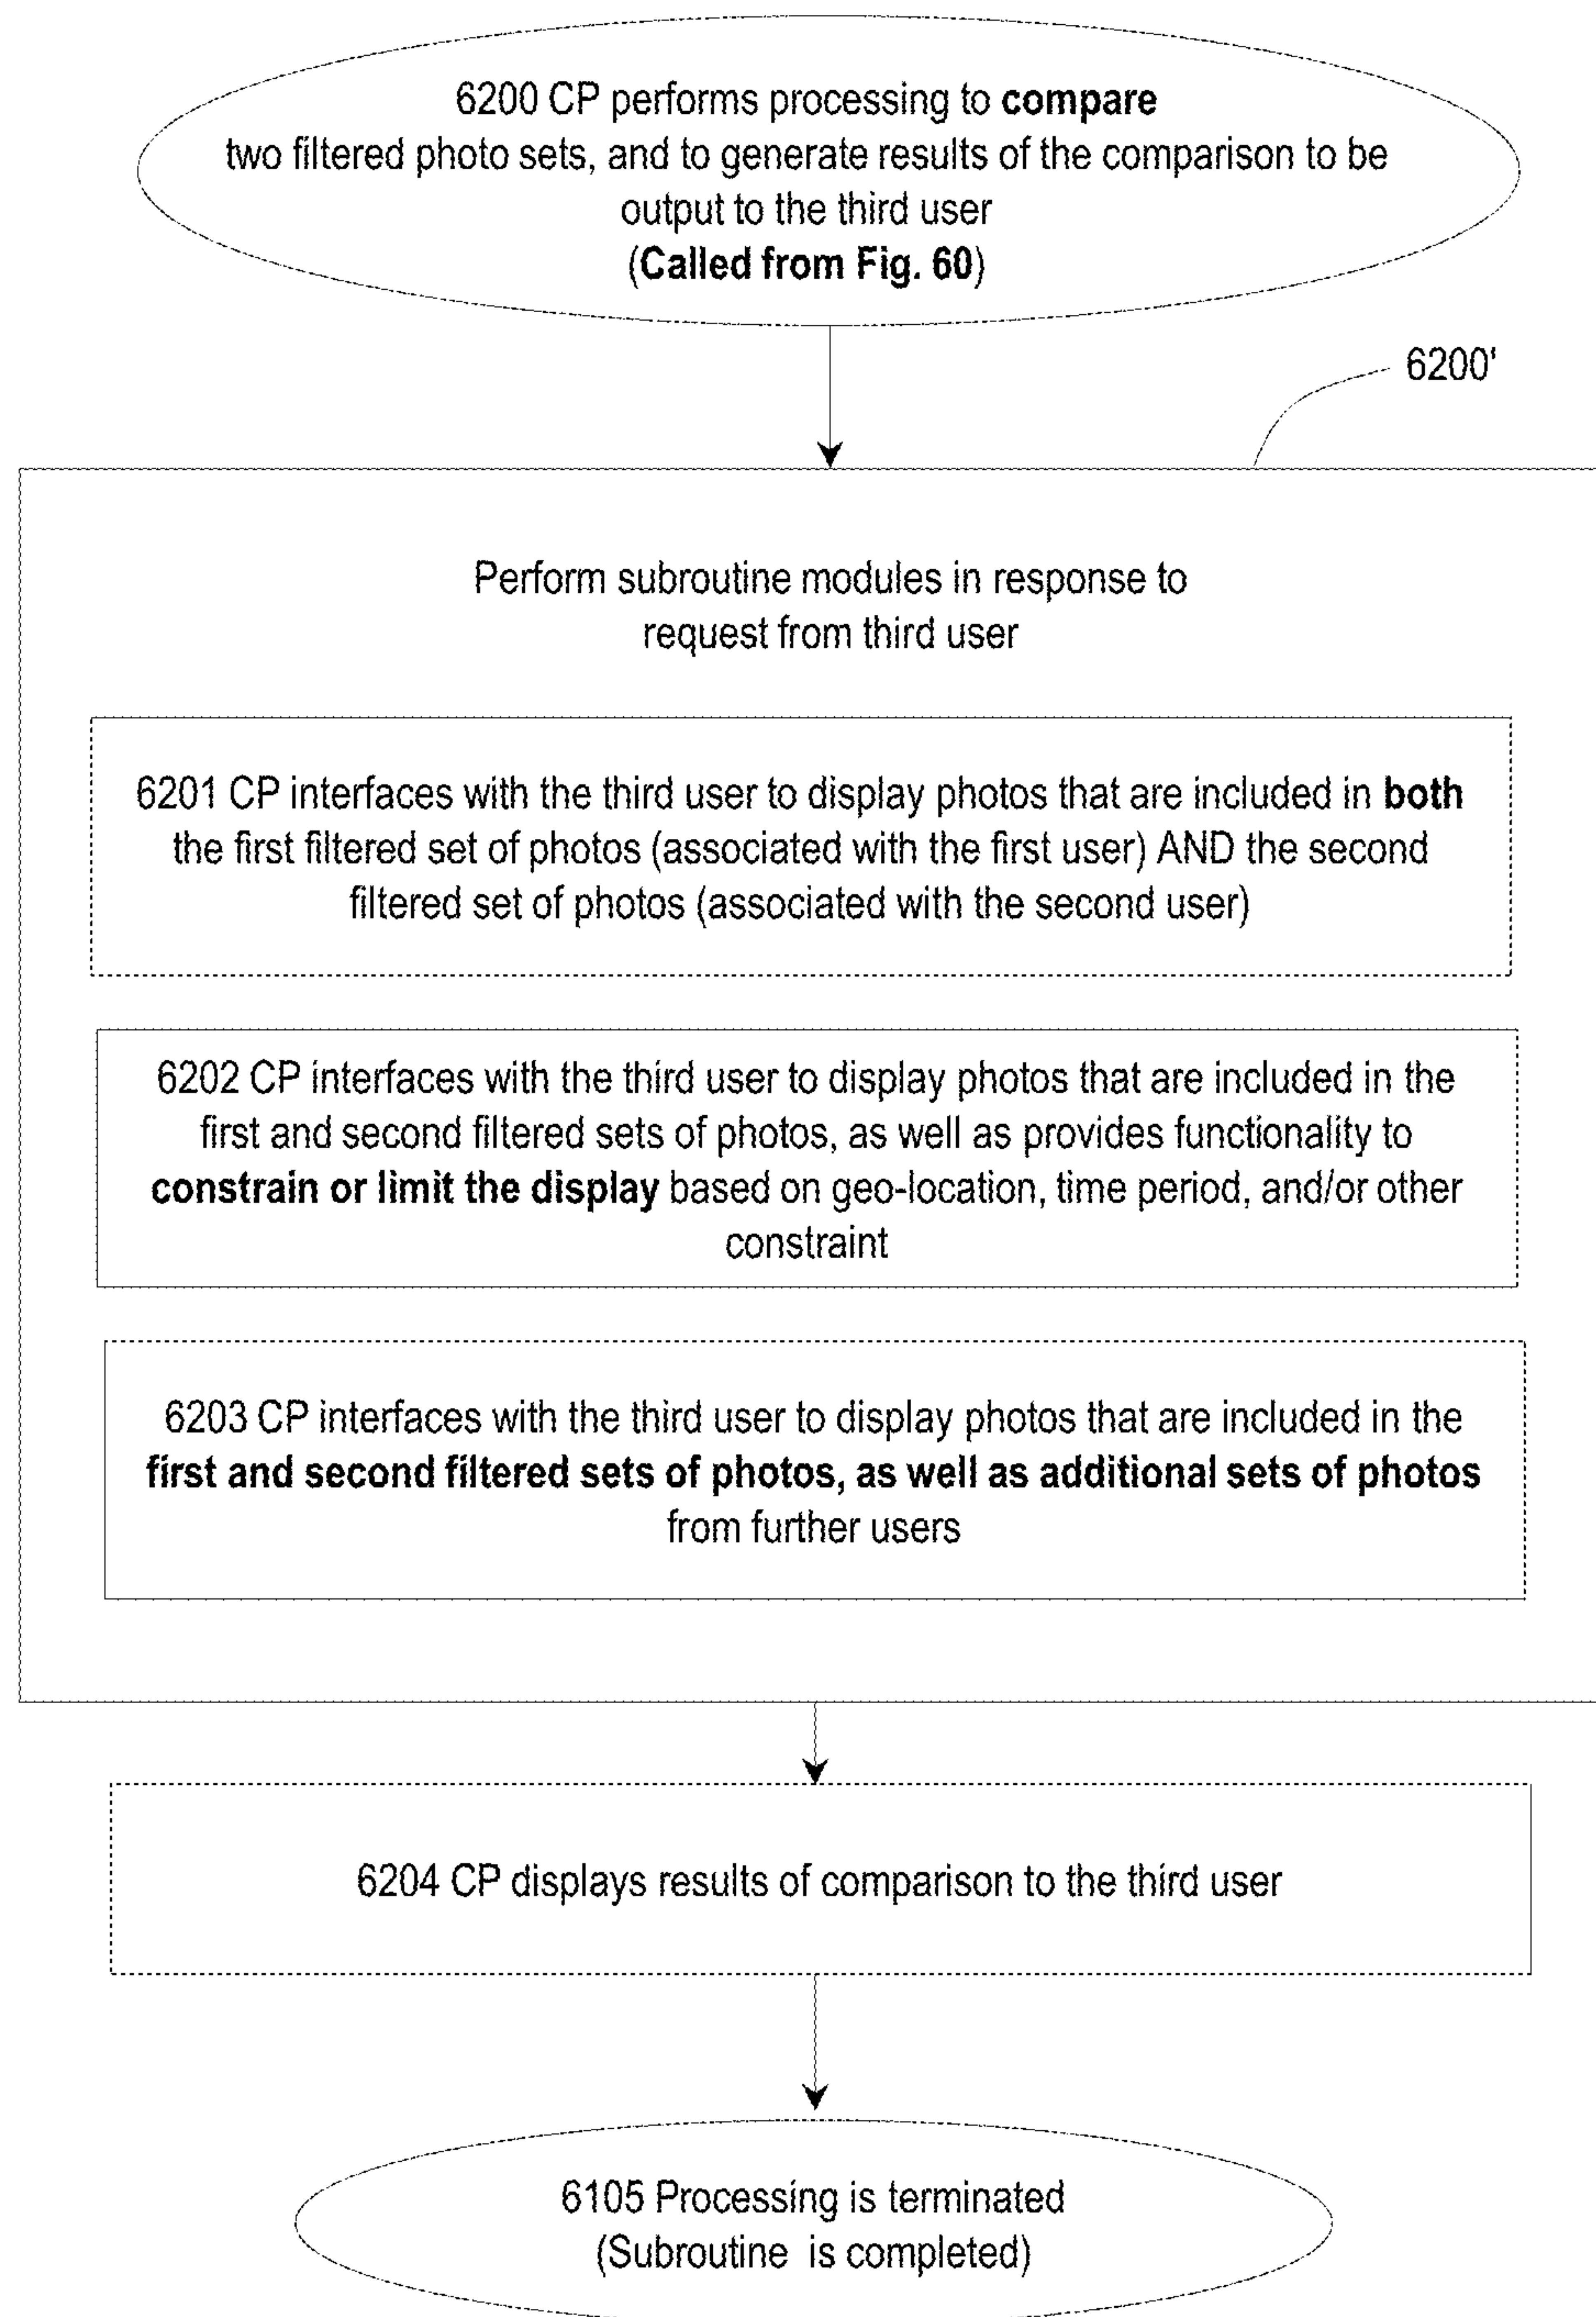 6200 CP performs processing to compare
two filtered photo sets, and to generate results of the comparison to be
output to the third user
(Called from Fig. 60)
6200'
Perform subroutine modules in response to
request from third user
6201 CP interfaces with the third user to display photos that are included in both
the first filtered set of photos (associated with the first user) AND the second
filtered set of photos (associated with the second user)
6202 CP interfaces with the third user to display photos that are included in the
first and second filtered sets of photos, as well as provides functionality to
constrain or limit the display based on geo-location, time period, and/or other
constraint
6203 CP interfaces with the third user to display photos that are included in the
first and second filtered sets of photos, as well as additional sets of photos
from further users
6204 CP displays results of comparison to the third user
6105 Processing is terminated
(Subroutine is completed)